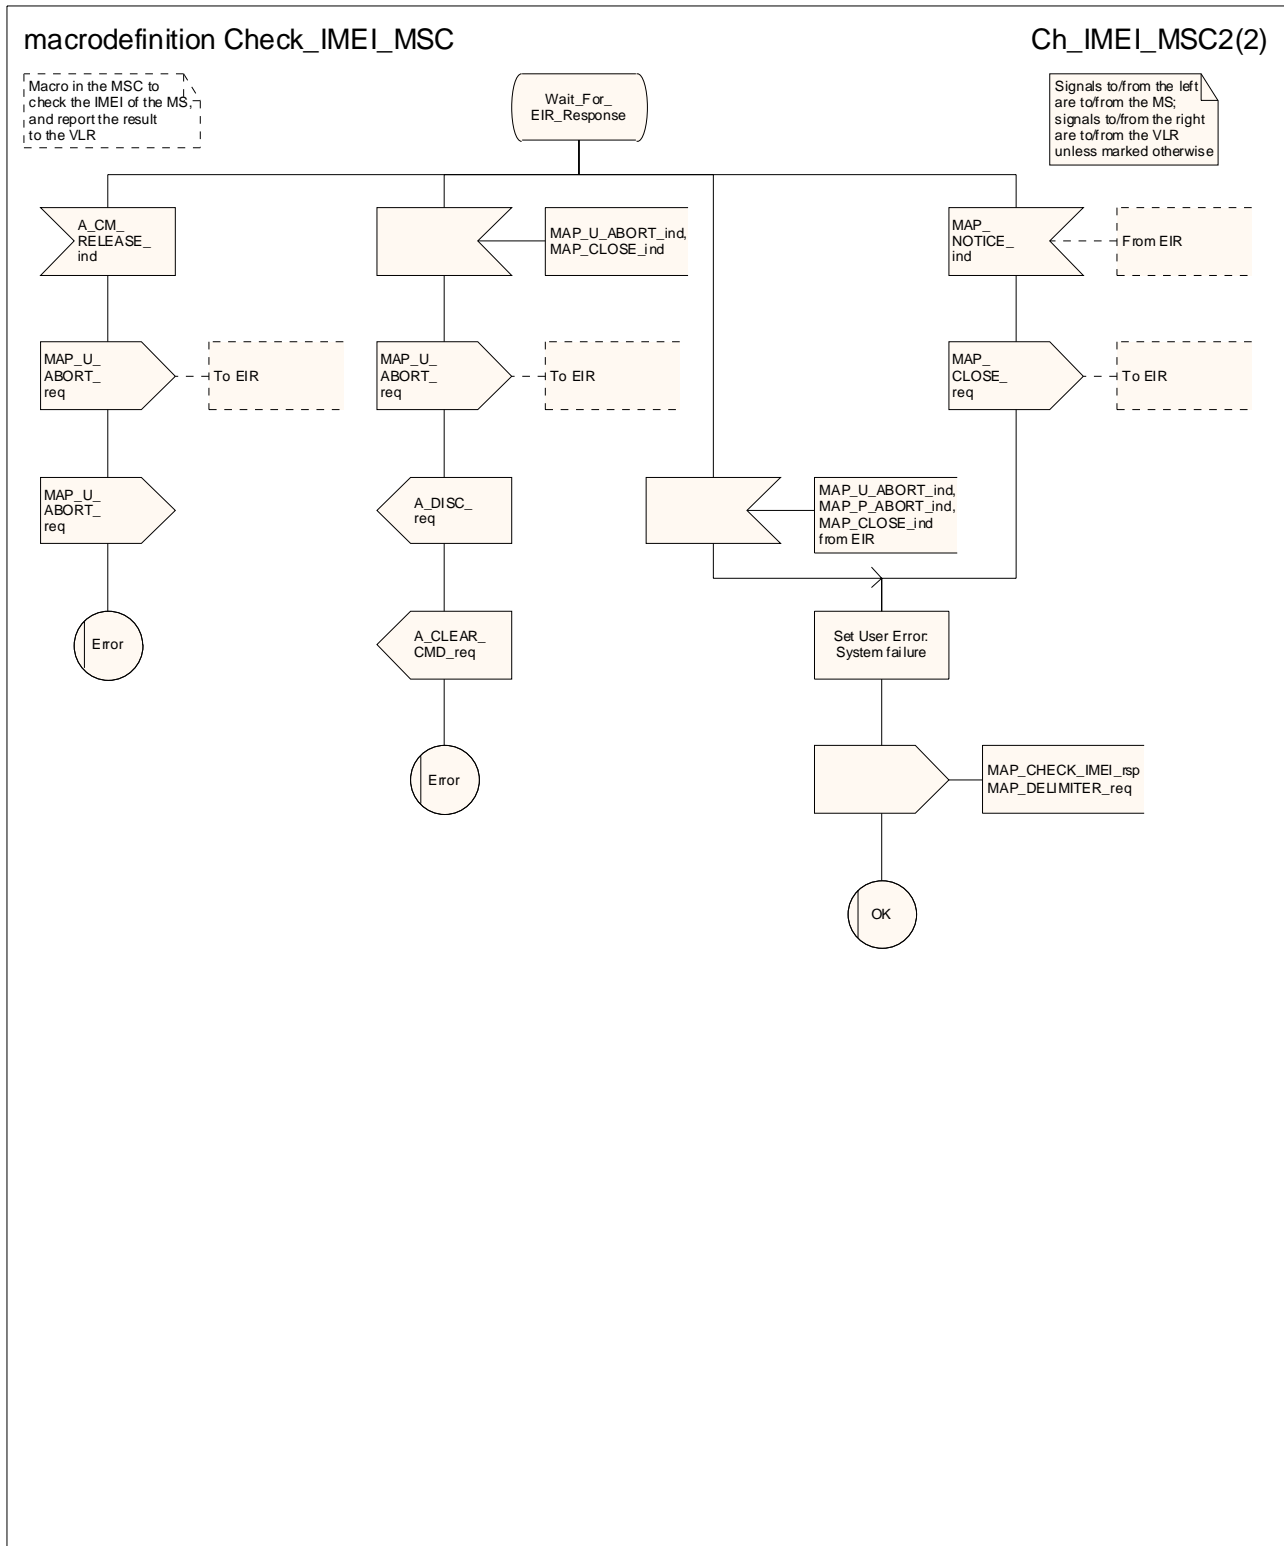 macrodefinition Check_IMEI_MSC
Ch_IMEI_MSC2(2)
Macro in the MSC to
check the IMEI of the MS,
and report the result
to the VLR
Wait_For_
EIR_Response
Signals to/from the left
are to/from the MS;
signals to/from the right
are to/from the VLR
unless marked otherwise
A_CM_
RELEASE_
ind
MAP_U_ABORT_ind,
MAP_CLOSE_ind
MAP_
NOTICE_
ind
From EIR
MAP_U_
ABORT_
req
To EIR
MAP_U_
ABORT_
req
To EIR
MAP_
CLOSE_
req
To EIR
MAP_U_
ABORT_
req
A_DISC_
req
MAP_U_ABORT_ind,
MAP_P_ABORT_ind,
MAP_CLOSE_ind
from EIR
Error
A_CLEAR_
CMD_req
Set User Error:
System failure
Error
MAP_CHECK_IMEI_rsp
MAP_DELIMITER_req
OK